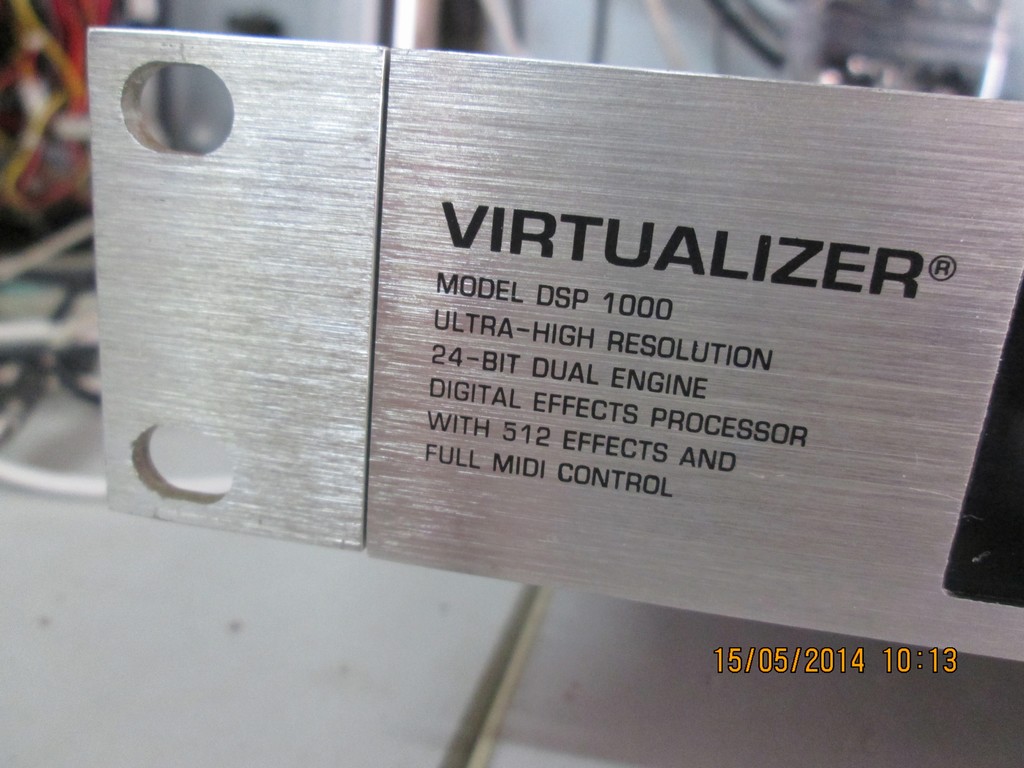 VIRTUALIZER®
MODEL DSP 1000
ULTRA-HIGH RESOLUTION
24-BIT DUAL ENGINE
DIGITAL EFFECTS PROCESSOR
WITH 512 EFFECTS AND
FULL MIDI CONTROL
15/05/2014 10:13